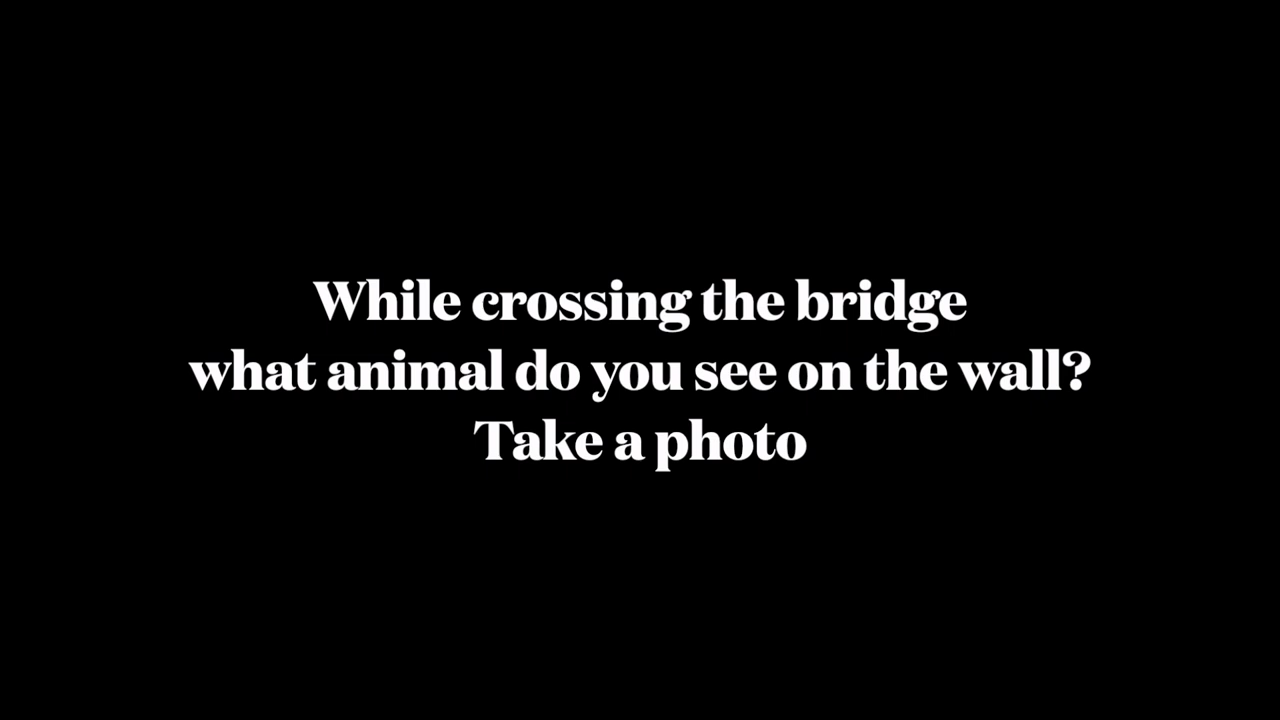 While crossing the bridge
what animal do you see on the wall?
Take a photo